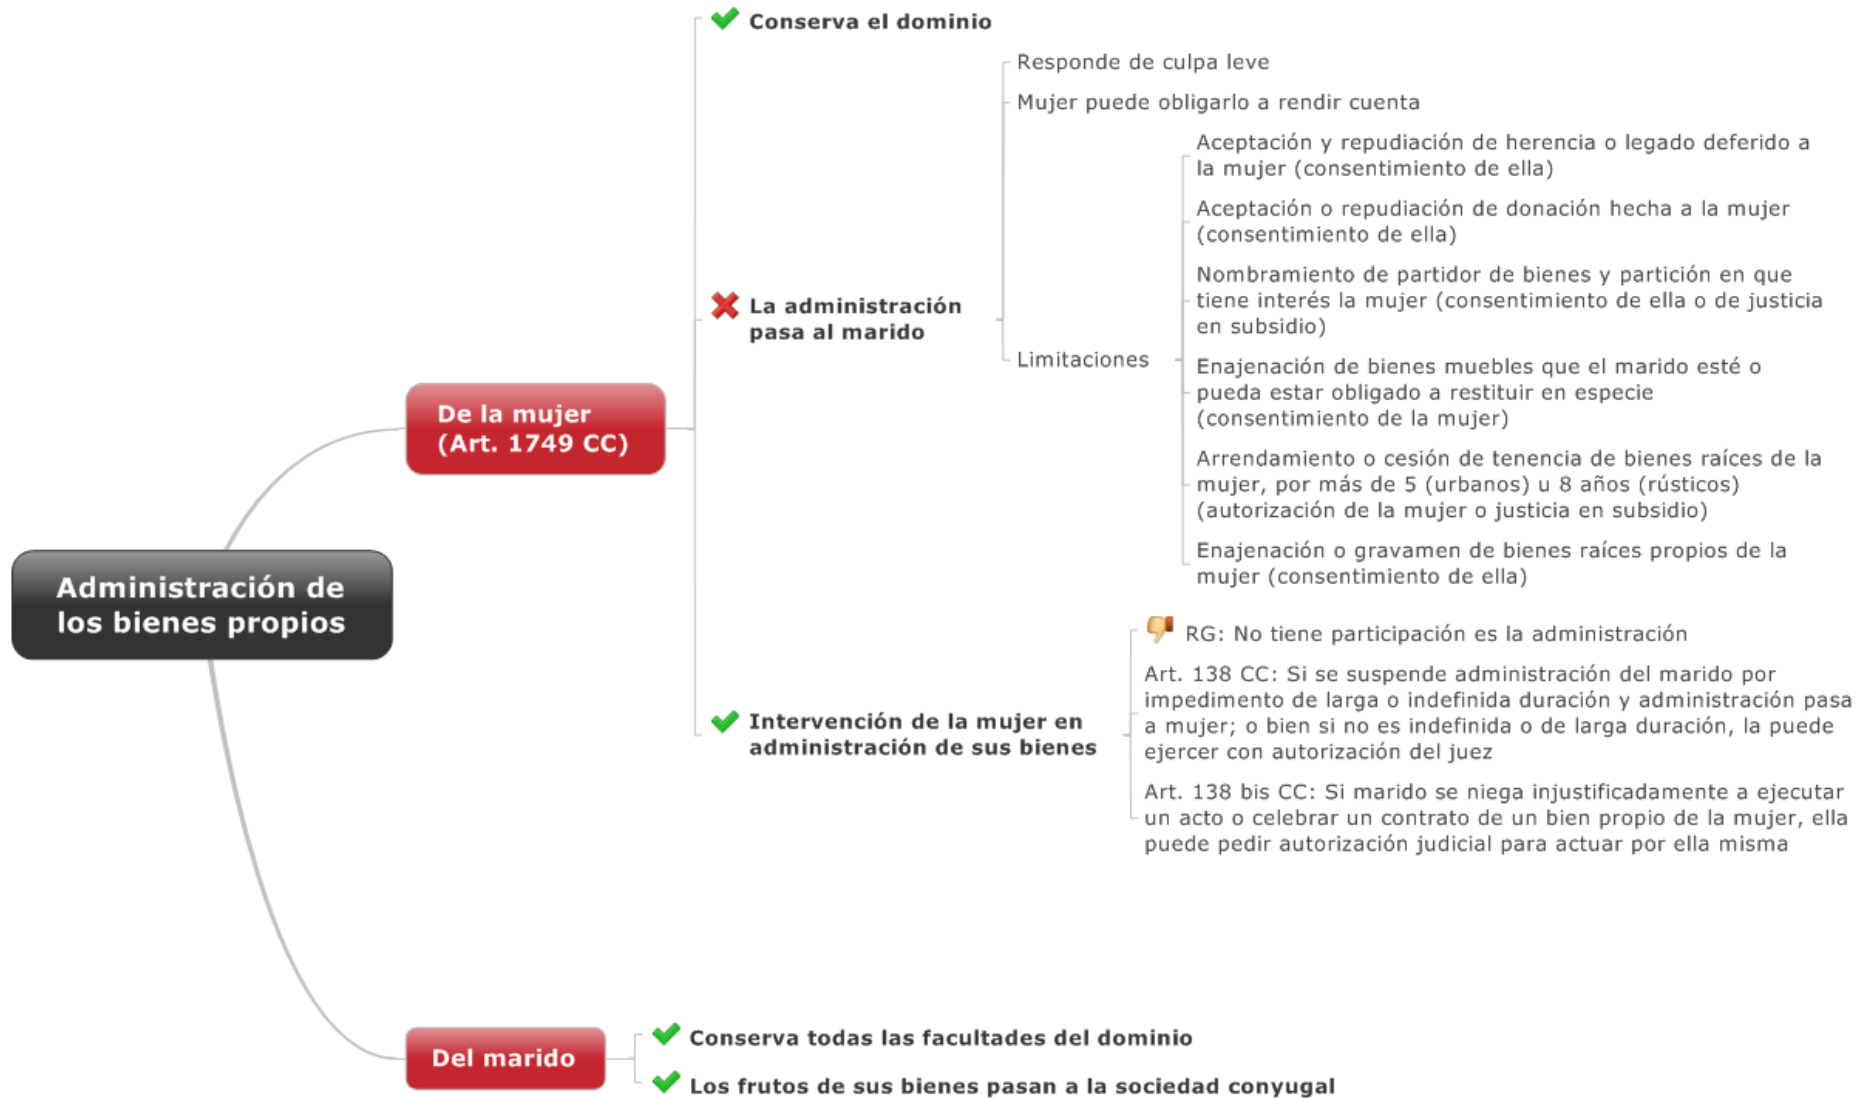 Administración de
los bienes propios
De la mujer
(Art. 1749 CC)
Conserva el dominio
La administración
pasa al marido
Responde de culpa leve
Mujer puede obligarlo a rendir cuenta
Limitaciones
Aceptación y repudiación de herencia o legado deferido a
la mujer (consentimiento de ella)
Aceptación o repudiación de donación hecha a la mujer
(consentimiento de ella)
Nombramiento de partidor de bienes y partición en que
tiene interés la mujer (consentimiento de ella o de justicia
en subsidio)
Enajenación de bienes muebles que el marido esté o
pueda estar obligado a restituir en especie
(consentimiento de la mujer)
Arrendamiento o cesión de tenencia de bienes raíces de la
mujer, por más de 5 (urbanos) u 8 años (rústicos)
(autorización de la mujer o justicia en subsidio)
Enajenación o gravamen de bienes raíces propios de la
mujer (consentimiento de ella)
Intervención de la mujer en
administración de sus bienes
RG: No tiene participación es la administración
Art. 138 CC: Si se suspende administración del marido por
impedimento de larga o indefinida duración y administración pasa
a mujer; o bien si no es indefinida o de larga duración, la puede
ejercer con autorización del juez
Art. 138 bis CC: Si marido se niega injustificadamente a ejecutar
un acto o celebrar un contrato de un bien propio de la mujer, ella
puede pedir autorización judicial para actuar por ella misma
Del marido
Conserva todas las facultades del dominio
Los frutos de sus bienes pasan a la sociedad conyugal